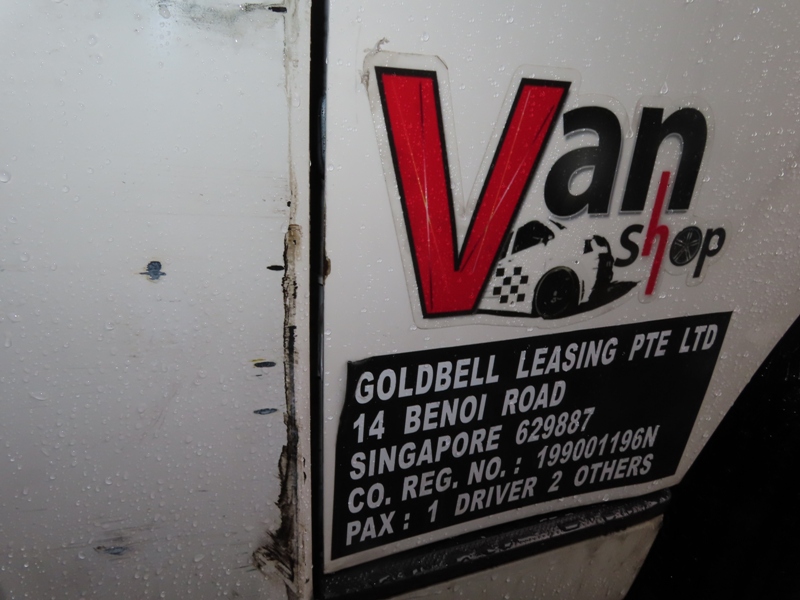 Van
shop
GOLDBELL LEASING PTE LTD
14 BENOI ROAD
SINGAPORE 629887
CO. REG. NO. : 199001196N
PAX : 1 DRIVER 2 OTHERS